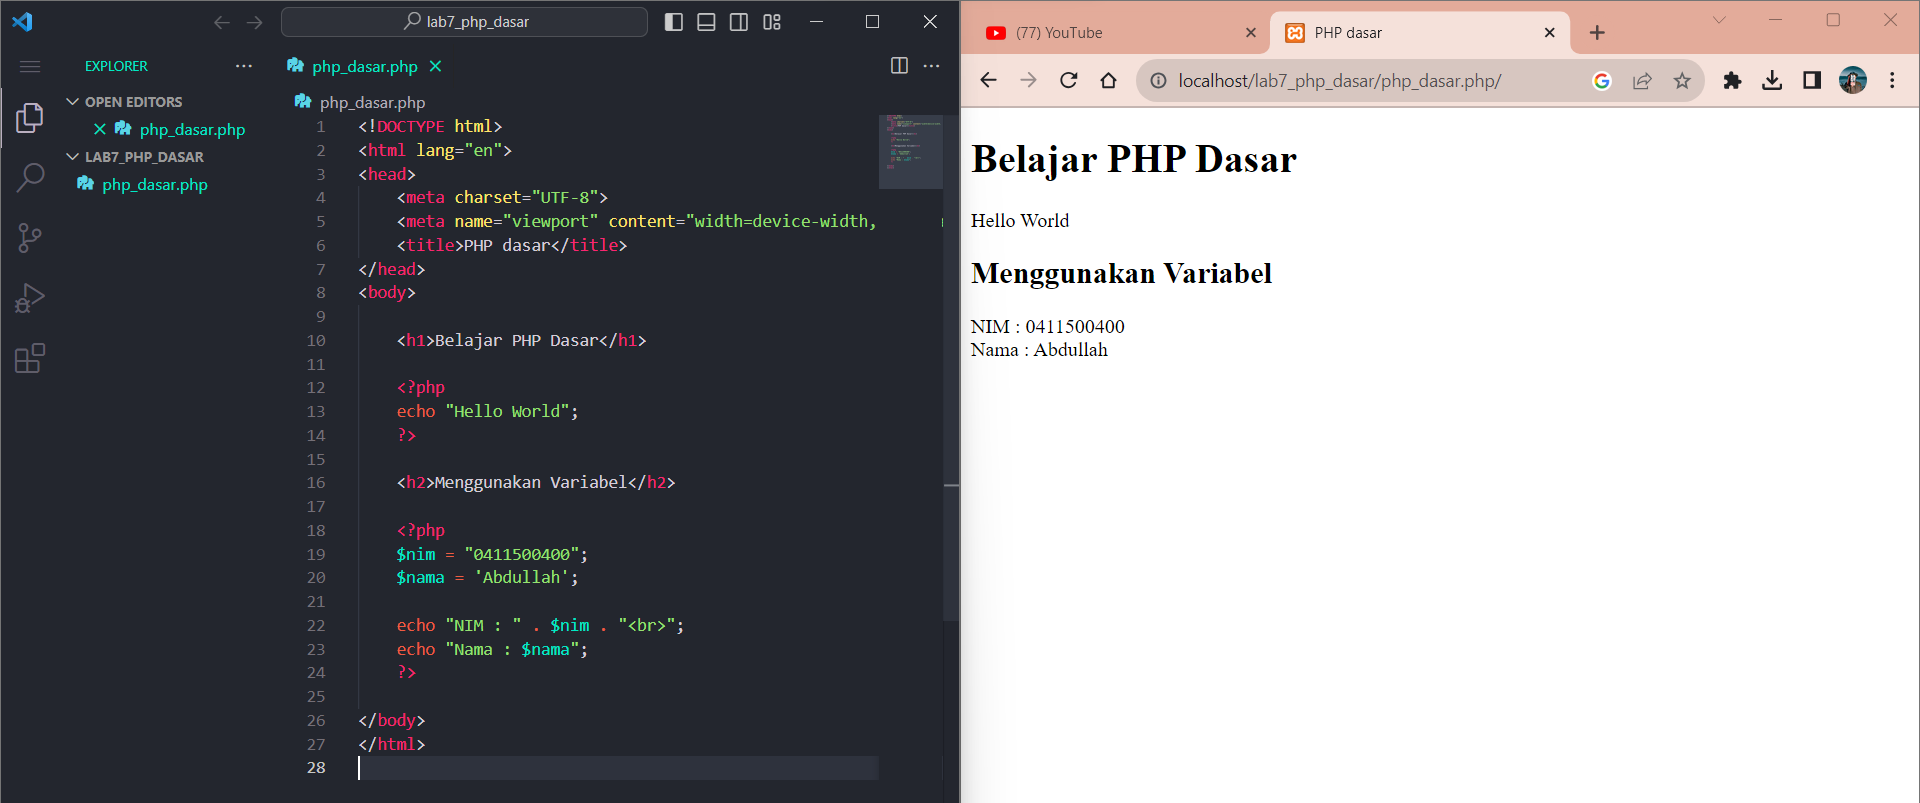 lab7_php_dasar
EXPLORER
OPEN EDITORS
php_dasar.php
LAB7_PHP_DASAR
php_dasar.php
php_dasar.php
php_dasar.php
1 <!DOCTYPE html>
2 <html lang="en">
3 <head>
4 <meta charset="UTF-8">
5 <meta name="viewport" content="width=device-width,
6 <title>PHP dasar</title>
7 </head>
8 <body>
9
10 <h1>Belajar PHP Dasar</h1>
11
12 <?php
13 echo "Hello World";
14 ?>
15
16 <h2>Menggunakan Variabel</h2>
17
18 <?php
19 $nim = "0411500400";
20 $nama = 'Abdullah';
21
22 echo "NIM : " . $nim . "<br>";
23 echo "Nama : $nama";
24 ?>
25
26 </body>
27 </html>
28
(77) YouTube
PHP dasar
localhost/lab7_php_dasar/php_dasar.php/
Belajar PHP Dasar
Hello World
Menggunakan Variabel
NIM : 0411500400
Nama : Abdullah